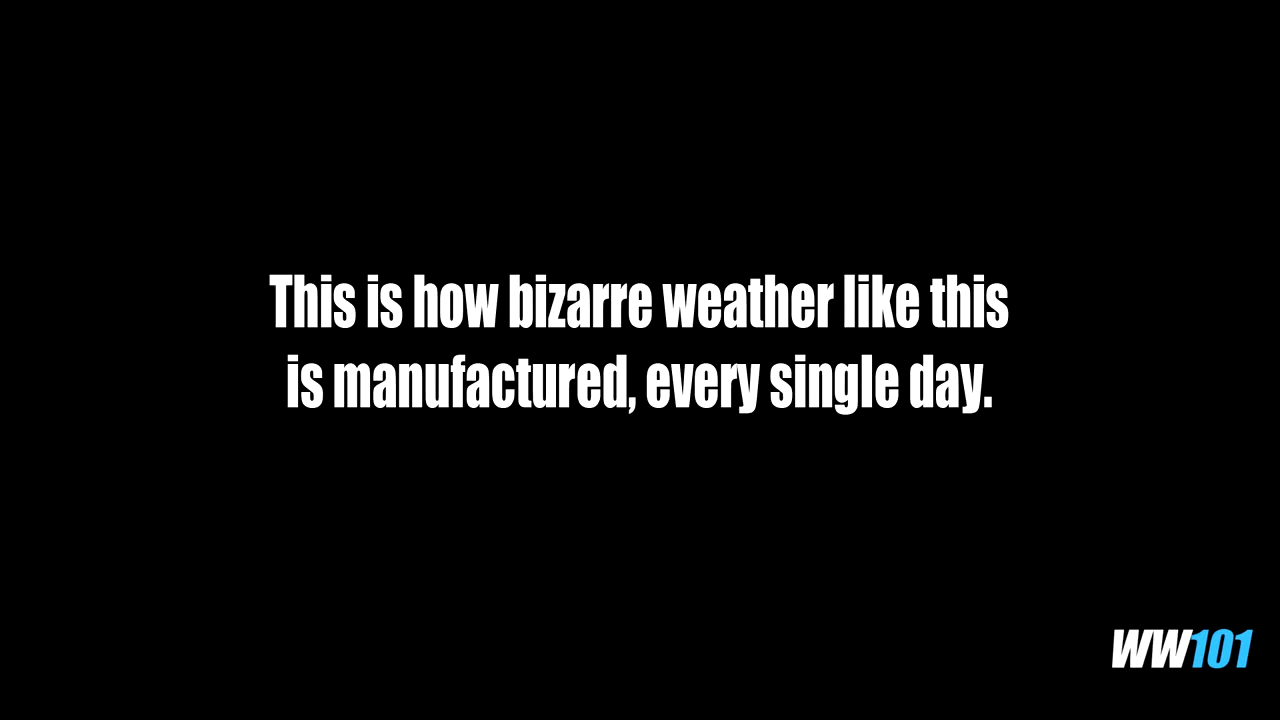 This is how bizarre weather like this
is manufactured, every single day.
WW101